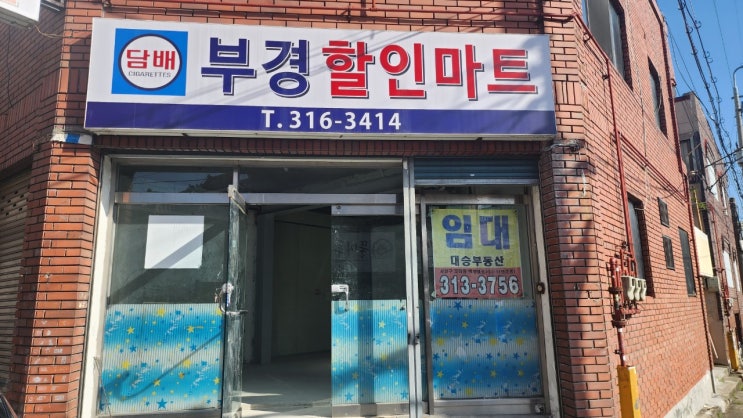 담배
CIGARETTES
부경할인마트
T. 316-3414
임대
대승부동산
313-3756